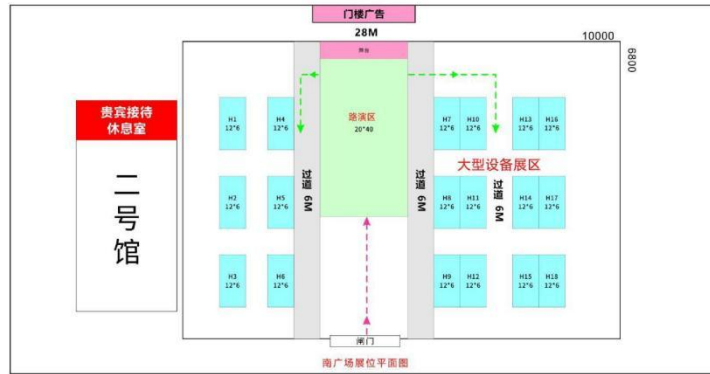 门楼广告
28M
10000
6800
舞台
贵宾接待
休息室
二号馆
路演区
20*40
H1
12*6
H4
12*6
H7
12*6
H10
12*6
H13
12*6
H16
12*6
大型设备展区
过道 6M
过道 6M
过道 6M
H2
12*6
H5
12*6
H8
12*6
H11
12*6
H14
12*6
H17
12*6
H3
12*6
H6
12*6
H9
12*6
H12
12*6
H15
12*6
H18
12*6
闸门
南广场展位平面图